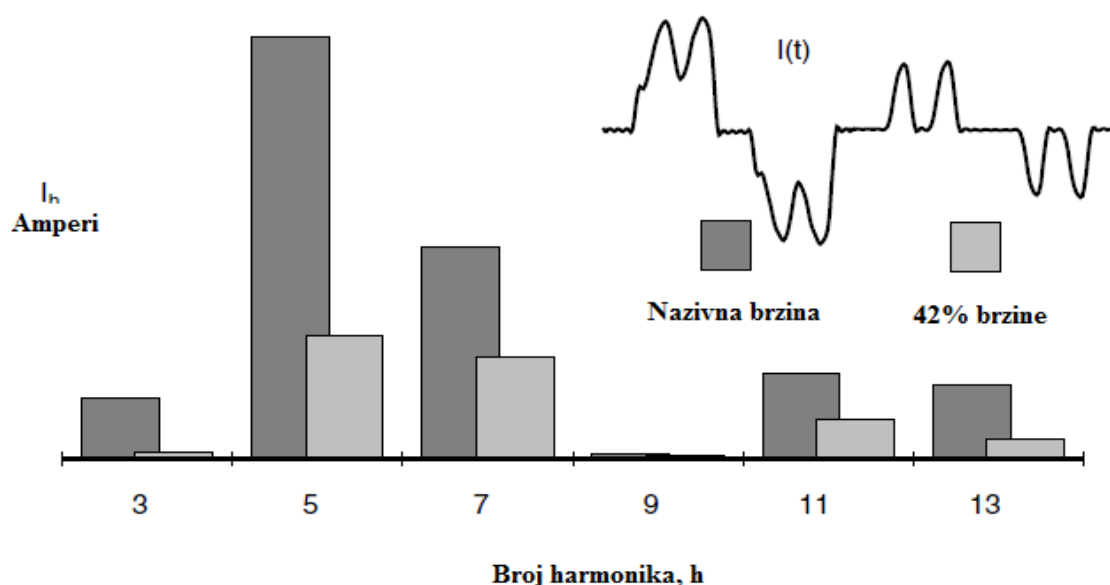 I(t)
Ih
Amperi
Nazivna brzina
42% brzine
3
5
7
9
11
13
Broj harmonika, h